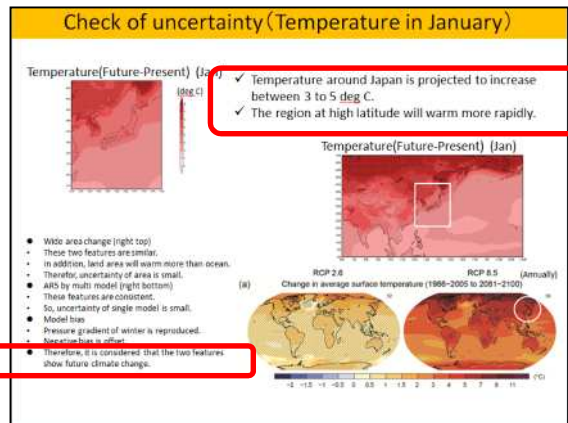 Check of uncertainty(Temperature in January)
Temperature(Future-Present) (Jan)
(deg C)
✓ Temperature around Japan is projected to increase
between 3 to 5 deg C.
✓ The region at high latitude will warm more rapidly.
Temperature(Future-Present) (Jan)
● Wide area change (right top)
• These two features are similar.
• In addition, land area will warm more than ocean.
• Therefor, uncertainty of area is small.
● AR5 by multi model (right bottom)
• These features are consistent.
• So, uncertainty of single model is small.
● Model bias
• Pressure gradient of winter is reproduced.
• Negative bias is offset.
● Therefore, it is considered that the two features
show future climate change.
RCP 2.6 RCP 8.5 (Annually)
(a) Change in average surface temperature (1986−2005 to 2081−2100)
−2 −1.5 −1 −0.5 0 0.5 1 1.5 2 3 4 5 7 9 11 (°C)